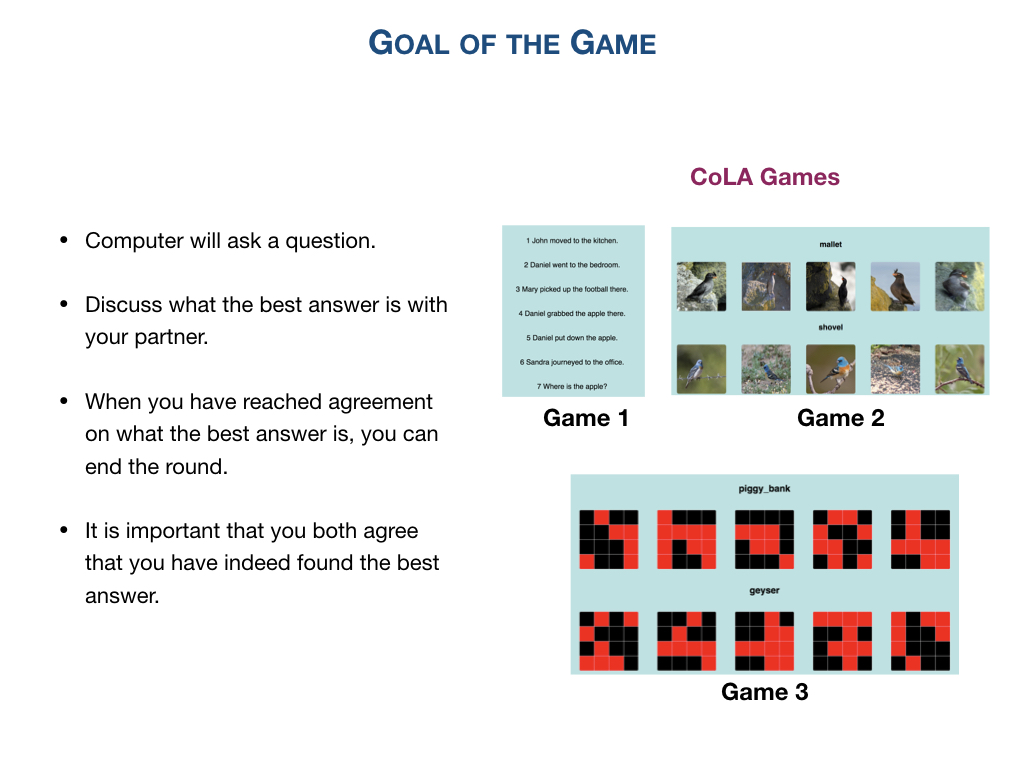 GOAL OF THE GAME
CoLA Games
• Computer will ask a question.
• Discuss what the best answer is with
your partner.
• When you have reached agreement
on what the best answer is, you can
end the round.
• It is important that you both agree
that you have indeed found the best
answer.
1 John moved to the kitchen.
2 Daniel went to the bedroom.
3 Mary picked up the football there.
4 Daniel grabbed the apple there.
5 Daniel put down the apple.
6 Sandra journeyed to the office.
7 Where is the apple?
Game 1
mallet
shovel
Game 2
piggy_bank
geyser
Game 3